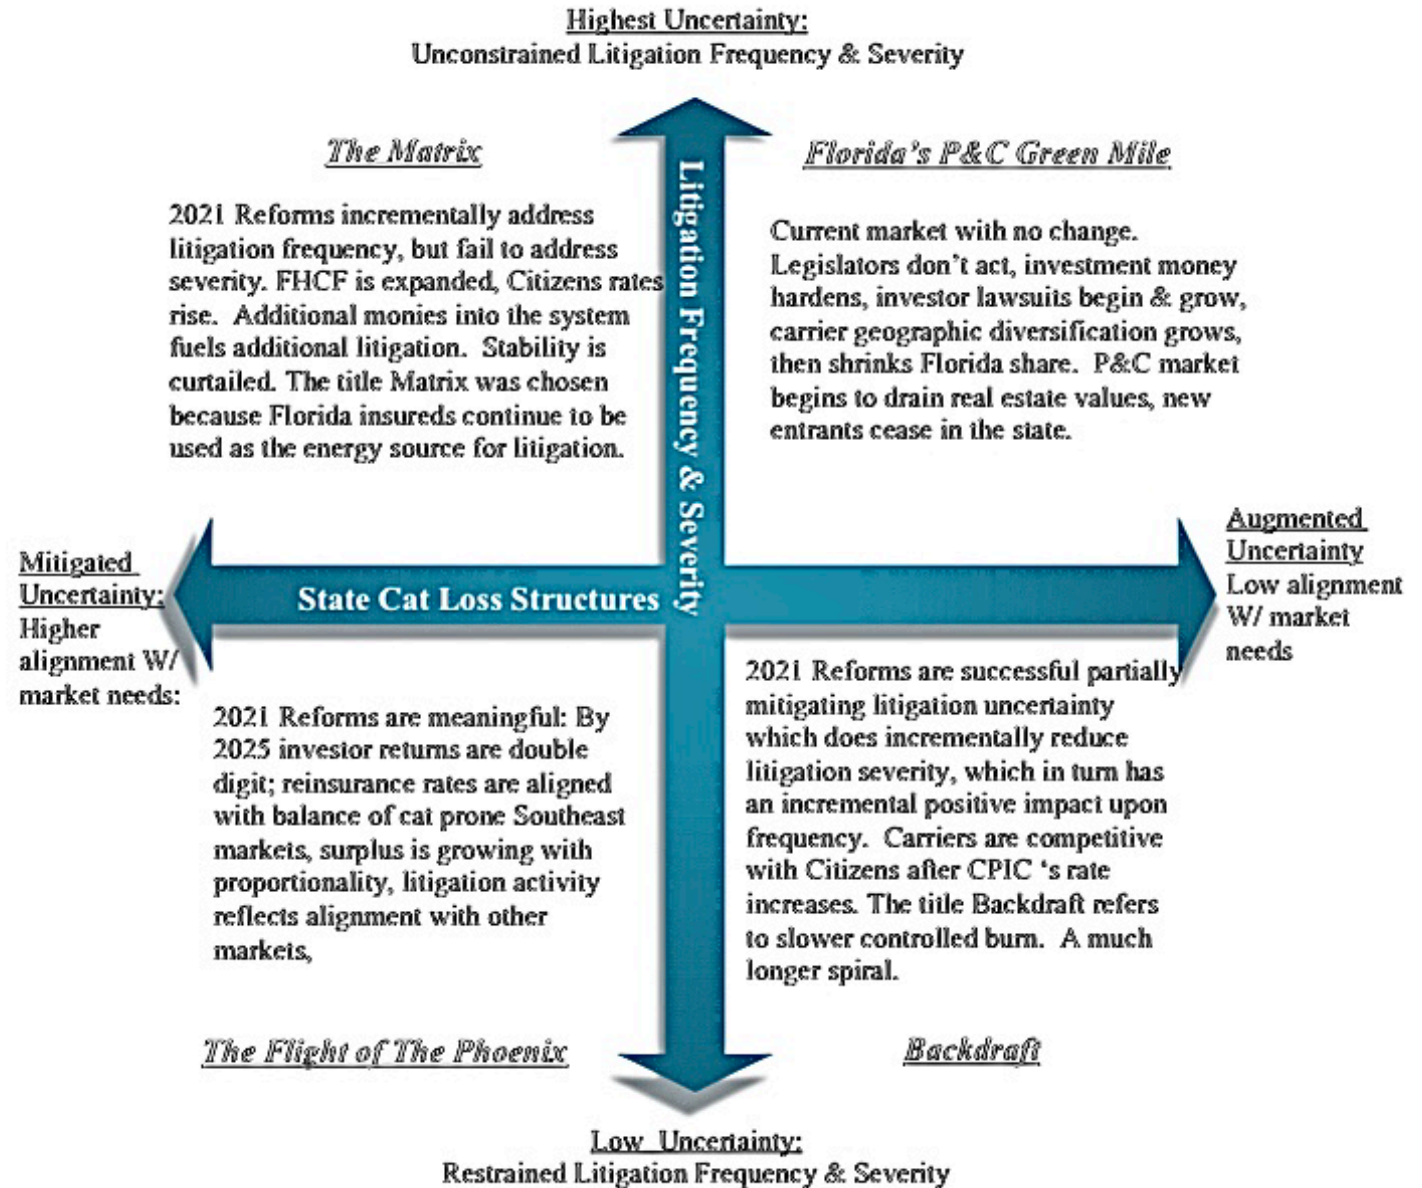 Highest Uncertainty:
Unconstrained Litigation Frequency & Severity
The Matrix
2021 Reforms incrementally address
litigation frequency, but fail to address
severity. FHCF is expanded, Citizens rates
rise. Additional monies into the system
fuels additional litigation. Stability is
curtailed. The title Matrix was chosen
because Florida insureds continue to be
used as the energy source for litigation.
Florida's P&C Green Mile
Current market with no change.
Legislators don't act, investment money
hardens, investor lawsuits begin & grow,
carrier geographic diversification grows,
then shrinks Florida share. P&C market
begins to drain real estate values, new
entrants cease in the state.
Litigation Frequency & Severity
Mitigated
Uncertainty:
Higher
alignment W/
market needs:
State Cat Loss Structures
Augmented
Uncertainty
Low alignment
W/ market
needs
2021 Reforms are meaningful: By
2025 investor returns are double
digit; reinsurance rates are aligned
with balance of cat prone Southeast
markets, surplus is growing with
proportionality, litigation activity
reflects alignment with other
markets,
The Flight of The Phoenix
2021 Reforms are successful partially
mitigating litigation uncertainty
which does incrementally reduce
litigation severity, which in turn has
an incremental positive impact upon
frequency. Carriers are competitive
with Citizens after CPIC 's rate
increases. The title Backdraft refers
to slower controlled burn. A much
longer spiral.
Backdraft
Low Uncertainty:
Restrained Litigation Frequency & Severity